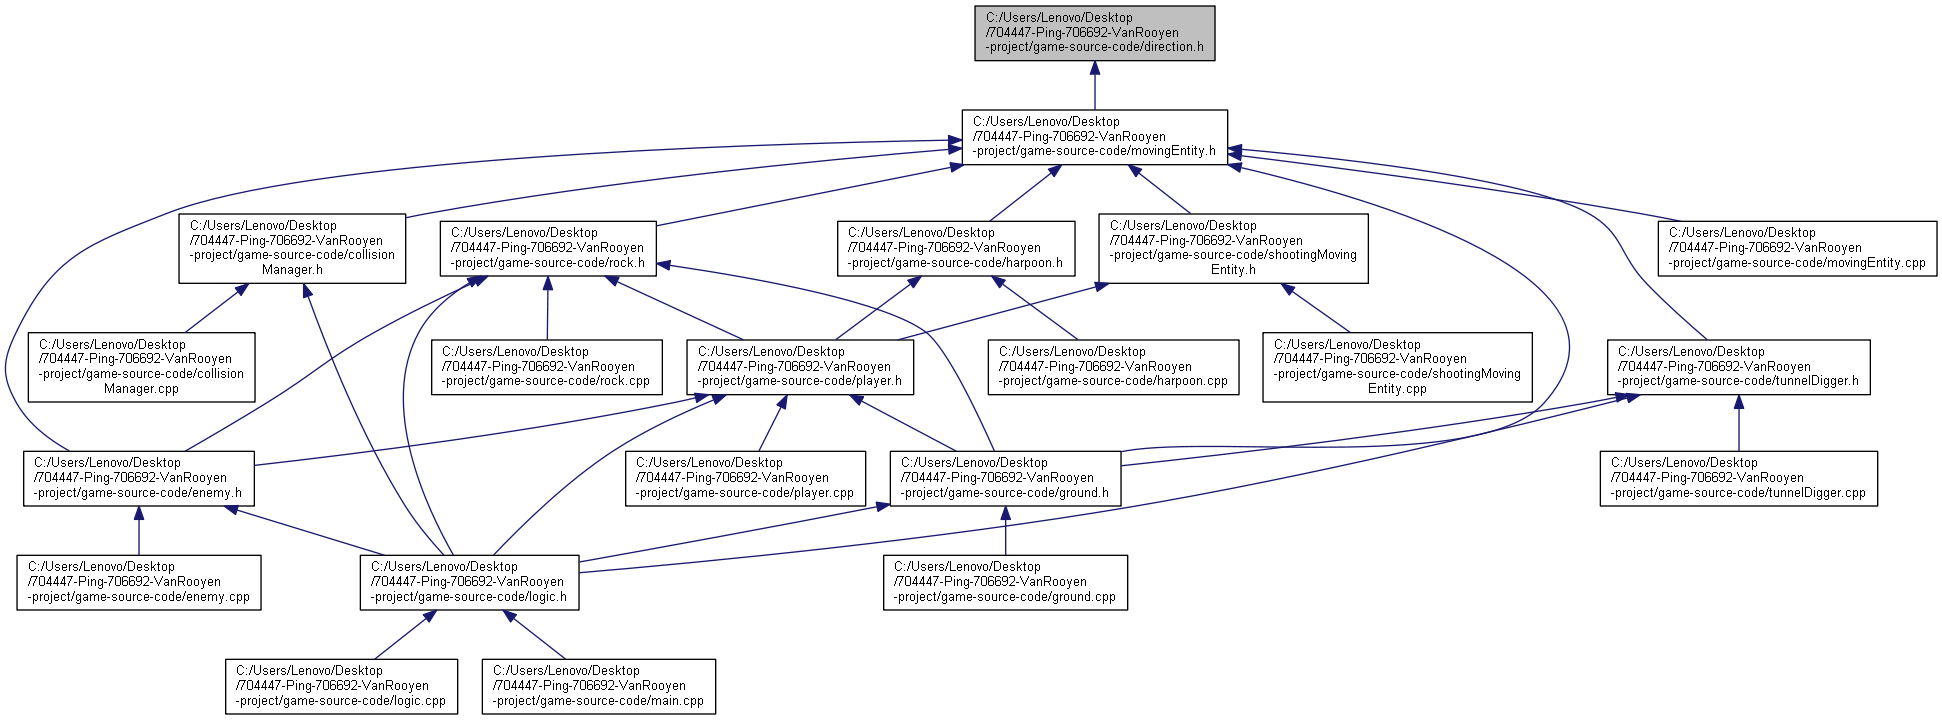 C:/Users/Lenovo/Desktop
/704447-Ping-706692-VanRooyen
-project/game-source-code/direction.h
C:/Users/Lenovo/Desktop
/704447-Ping-706692-VanRooyen
-project/game-source-code/movingEntity.h
C:/Users/Lenovo/Desktop
/704447-Ping-706692-VanRooyen
-project/game-source-code/collision
Manager.h
C:/Users/Lenovo/Desktop
/704447-Ping-706692-VanRooyen
-project/game-source-code/rock.h
C:/Users/Lenovo/Desktop
/704447-Ping-706692-VanRooyen
-project/game-source-code/harpoon.h
C:/Users/Lenovo/Desktop
/704447-Ping-706692-VanRooyen
-project/game-source-code/shootingMoving
Entity.h
C:/Users/Lenovo/Desktop
/704447-Ping-706692-VanRooyen
-project/game-source-code/movingEntity.cpp
C:/Users/Lenovo/Desktop
/704447-Ping-706692-VanRooyen
-project/game-source-code/collision
Manager.cpp
C:/Users/Lenovo/Desktop
/704447-Ping-706692-VanRooyen
-project/game-source-code/rock.cpp
C:/Users/Lenovo/Desktop
/704447-Ping-706692-VanRooyen
-project/game-source-code/player.h
C:/Users/Lenovo/Desktop
/704447-Ping-706692-VanRooyen
-project/game-source-code/harpoon.cpp
C:/Users/Lenovo/Desktop
/704447-Ping-706692-VanRooyen
-project/game-source-code/shootingMoving
Entity.cpp
C:/Users/Lenovo/Desktop
/704447-Ping-706692-VanRooyen
-project/game-source-code/tunnelDigger.h
C:/Users/Lenovo/Desktop
/704447-Ping-706692-VanRooyen
-project/game-source-code/enemy.h
C:/Users/Lenovo/Desktop
/704447-Ping-706692-VanRooyen
-project/game-source-code/player.cpp
C:/Users/Lenovo/Desktop
/704447-Ping-706692-VanRooyen
-project/game-source-code/ground.h
C:/Users/Lenovo/Desktop
/704447-Ping-706692-VanRooyen
-project/game-source-code/tunnelDigger.cpp
C:/Users/Lenovo/Desktop
/704447-Ping-706692-VanRooyen
-project/game-source-code/enemy.cpp
C:/Users/Lenovo/Desktop
/704447-Ping-706692-VanRooyen
-project/game-source-code/logic.h
C:/Users/Lenovo/Desktop
/704447-Ping-706692-VanRooyen
-project/game-source-code/ground.cpp
C:/Users/Lenovo/Desktop
/704447-Ping-706692-VanRooyen
-project/game-source-code/logic.cpp
C:/Users/Lenovo/Desktop
/704447-Ping-706692-VanRooyen
-project/game-source-code/main.cpp